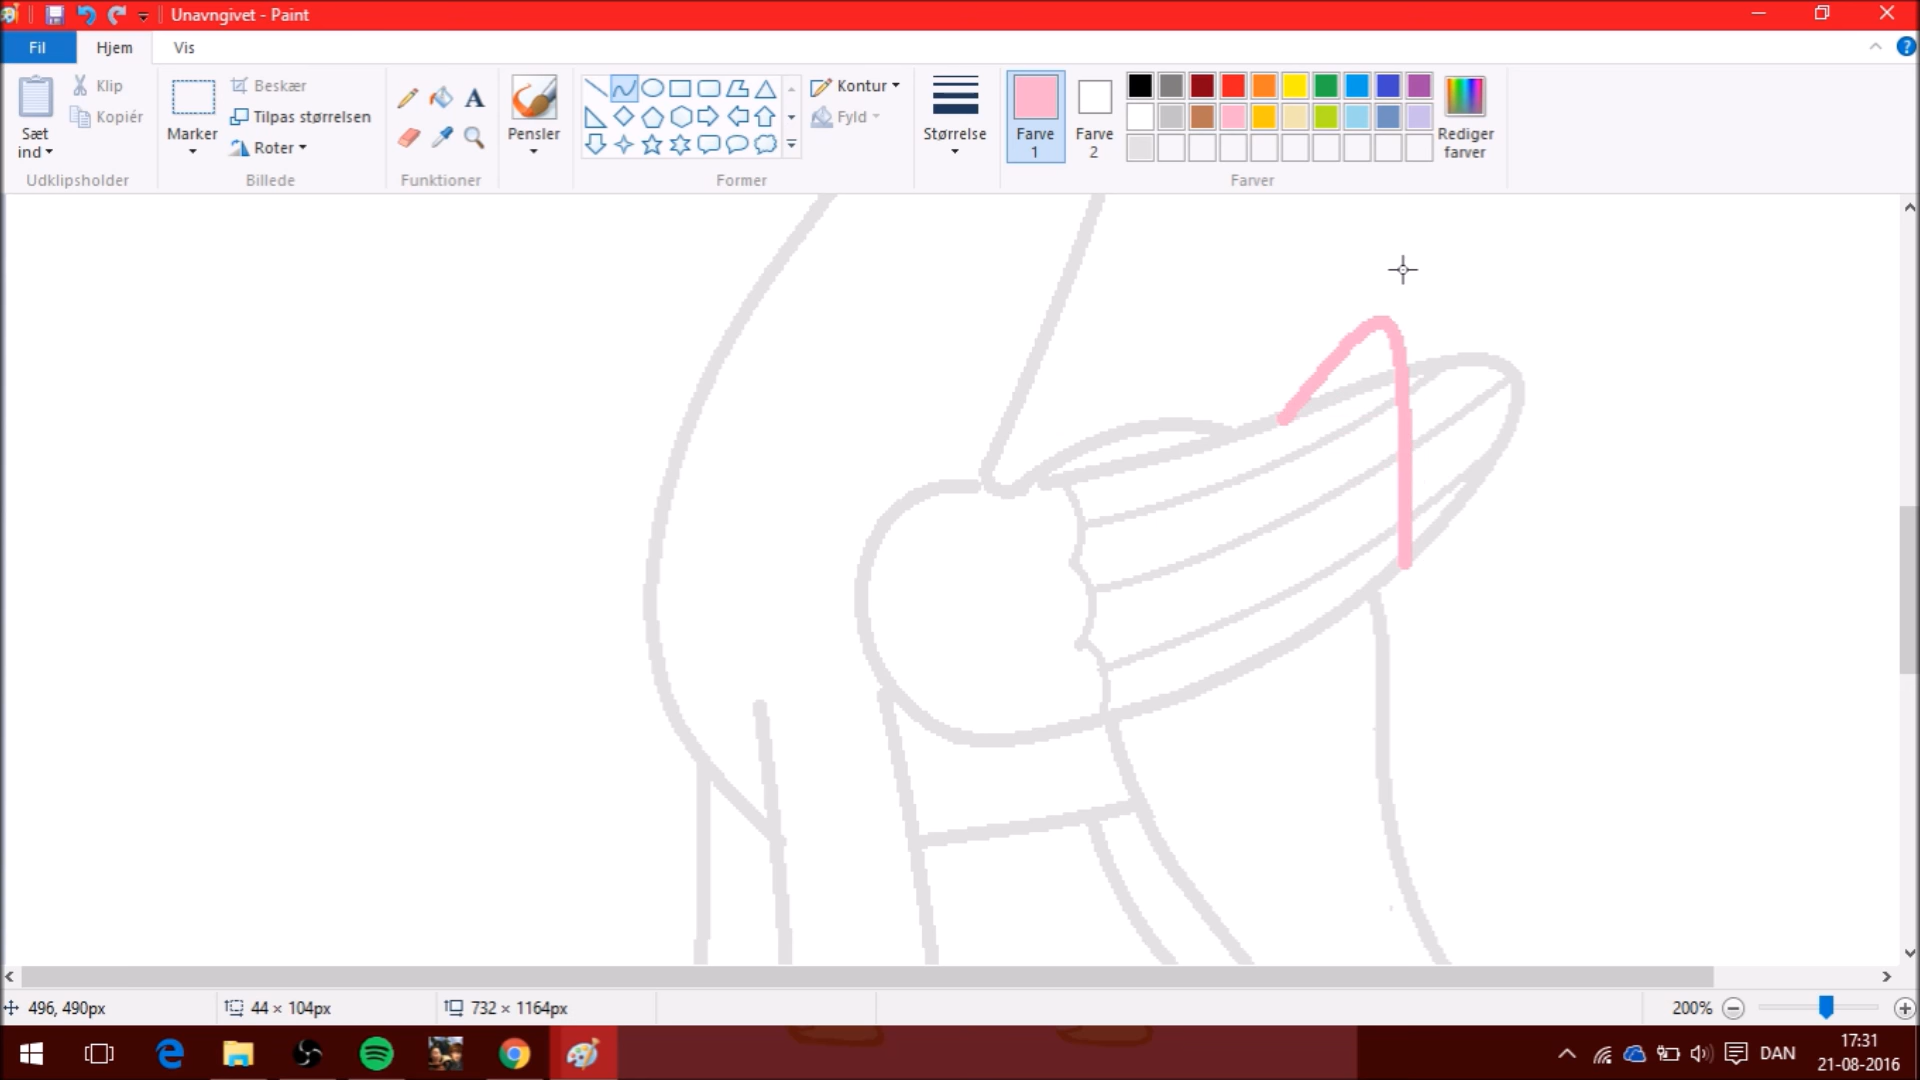 Unavngivet - Paint
Fil Hjem Vis
Sæt ind
Klip
Kopiér
Udklipsholder
Marker
Beskær
Tilpas størrelsen
Roter
Billede
A
Funktioner
Pensler
Kontur
Fyld
Former
Størrelse
Farve 1
Farve 2
Rediger farver
Farver
496, 490px
44 × 104px
732 × 1164px
200%
DAN
17:31
21-08-2016